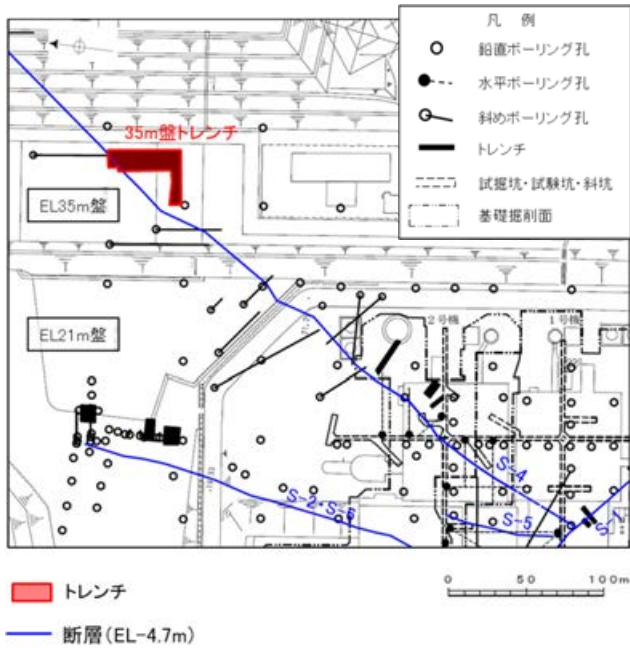 凡 例
鉛直ボーリング孔
水平ボーリング孔
斜めボーリング孔
トレンチ
試掘坑・試験坑・斜坑
基礎掘削面
35m盤トレンチ
EL35m盤
EL21m盤
2号機
1号機
S-4
S-2・S-6
S-5
S-1
トレンチ
0 50 100m
断層(EL-4.7m)